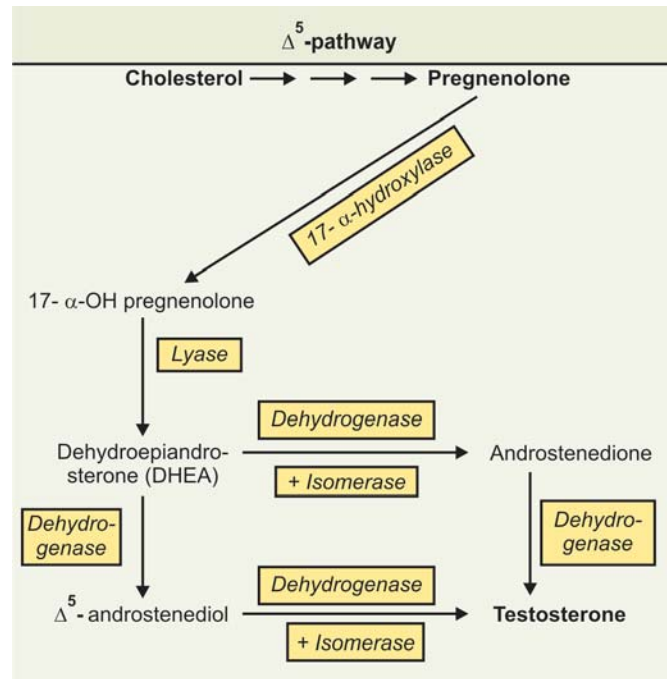 Δ⁵-pathway
Cholesterol → → → Pregnenolone
17- α-hydroxylase
17- α-OH pregnenolone
Lyase
Dehydrogenase
Dehydroepiandro-
sterone (DHEA)
Androstenedione
+ Isomerase
Dehydro-
genase
Dehydro-
genase
Dehydrogenase
Δ⁵- androstenediol
Testosterone
+ Isomerase